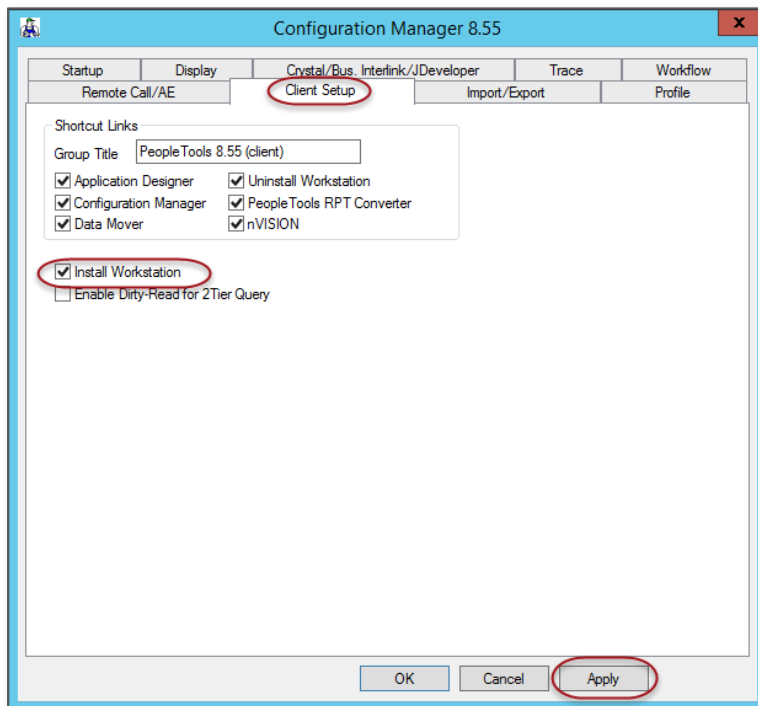 Configuration Manager 8.55
x
Startup Display Crystal/Bus. Interlink/JDeveloper Trace Workflow
Remote Call/AE Client Setup Import/Export Profile
Shortcut Links
Group Title PeopleTools 8.55 (client)
Application Designer Uninstall Workstation
Configuration Manager PeopleTools RPT Converter
Data Mover nVISION
Install Workstation
Enable Dirty-Read for 2Tier Query
OK Cancel Apply